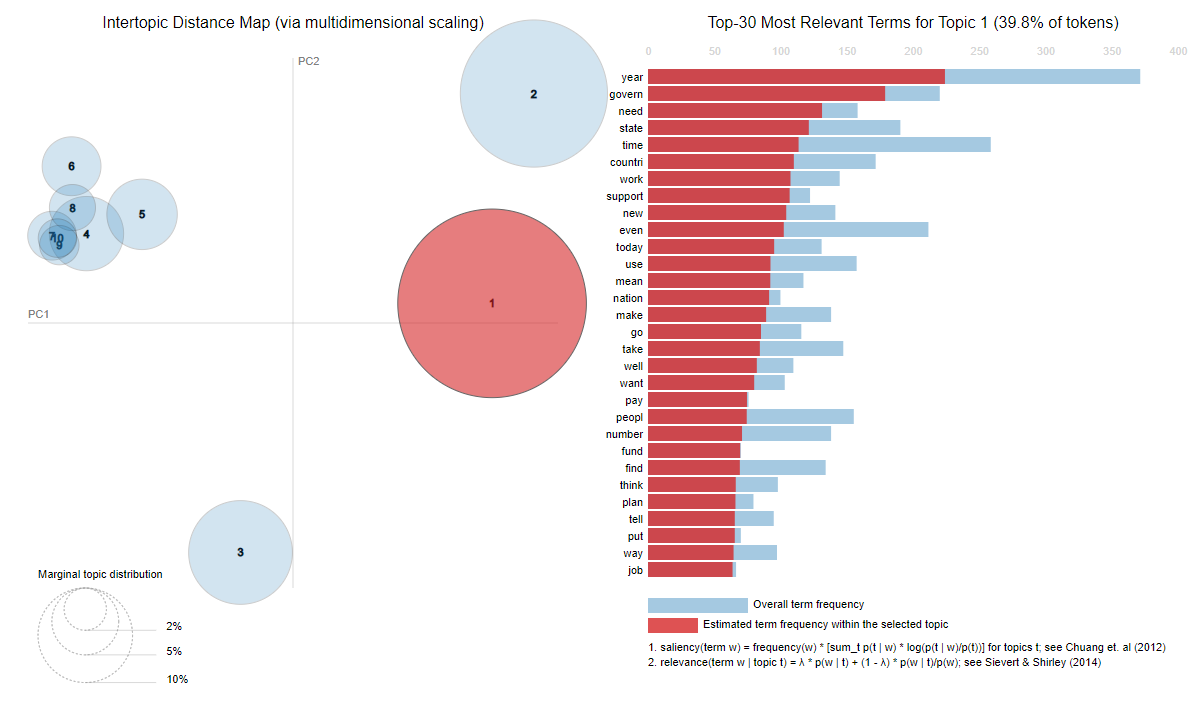 Intertopic Distance Map (via multidimensional scaling)
PC2
PC1
2
6
8
5
4
7
10
9
1
3
Marginal topic distribution
2%
5%
10%
Top-30 Most Relevant Terms for Topic 1 (39.8% of tokens)
0 50 100 150 200 250 300 350 400
year
govern
need
state
time
countri
work
support
new
even
today
use
mean
nation
make
go
take
well
want
pay
peopl
number
fund
find
think
plan
tell
put
way
job
Overall term frequency
Estimated term frequency within the selected topic
1. saliency(term w) = frequency(w) * [sum_t p(t | w) * log(p(t | w)/p(t))] for topics t; see Chuang et. al (2012)
2. relevance(term w | topic t) = λ * p(w | t) + (1 - λ) * p(w | t)/p(w); see Sievert & Shirley (2014)